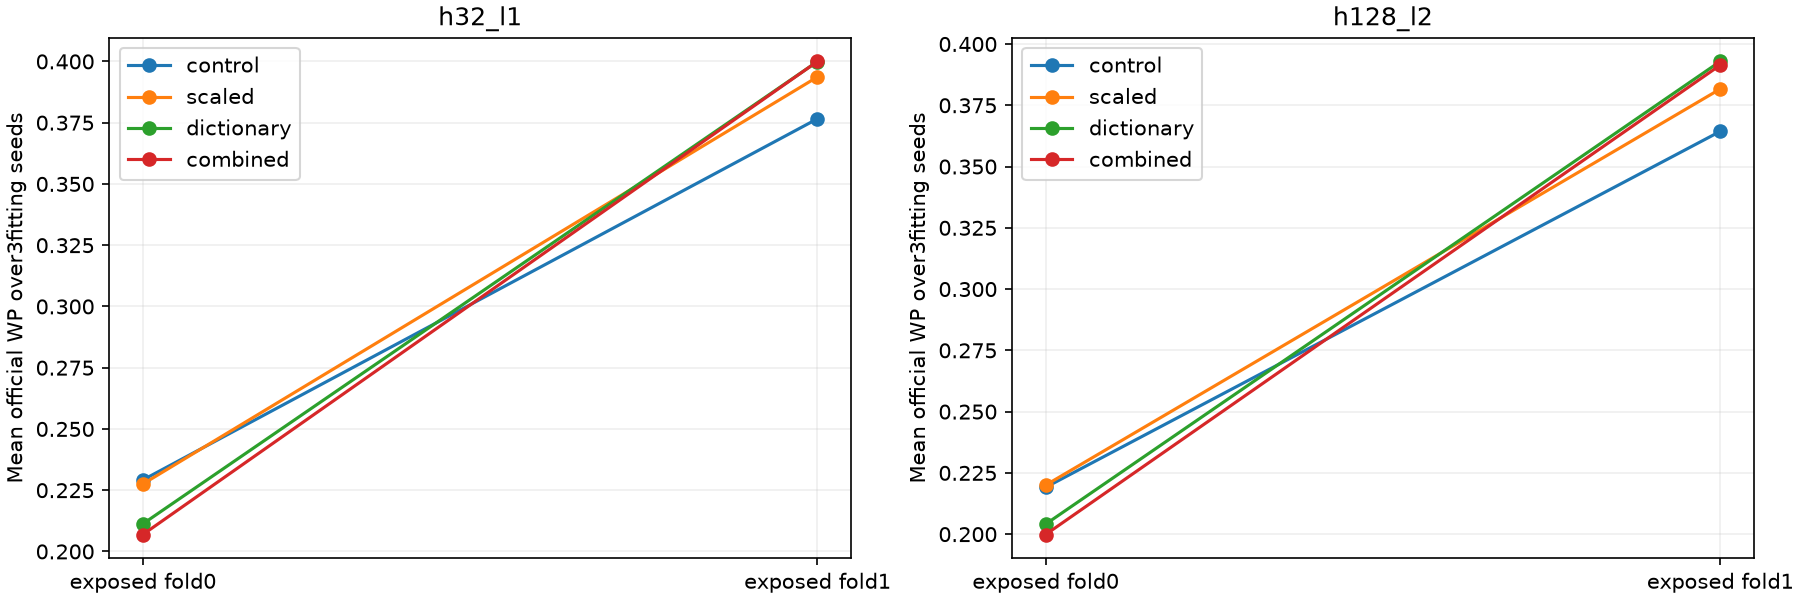 h32_l1
Mean official WP over3fitting seeds
0.400
0.375
0.350
0.325
0.300
0.275
0.250
0.225
0.200
control
scaled
dictionary
combined
exposed fold0
exposed fold1
h128_l2
Mean official WP over3fitting seeds
0.400
0.375
0.350
0.325
0.300
0.275
0.250
0.225
0.200
control
scaled
dictionary
combined
exposed fold0
exposed fold1